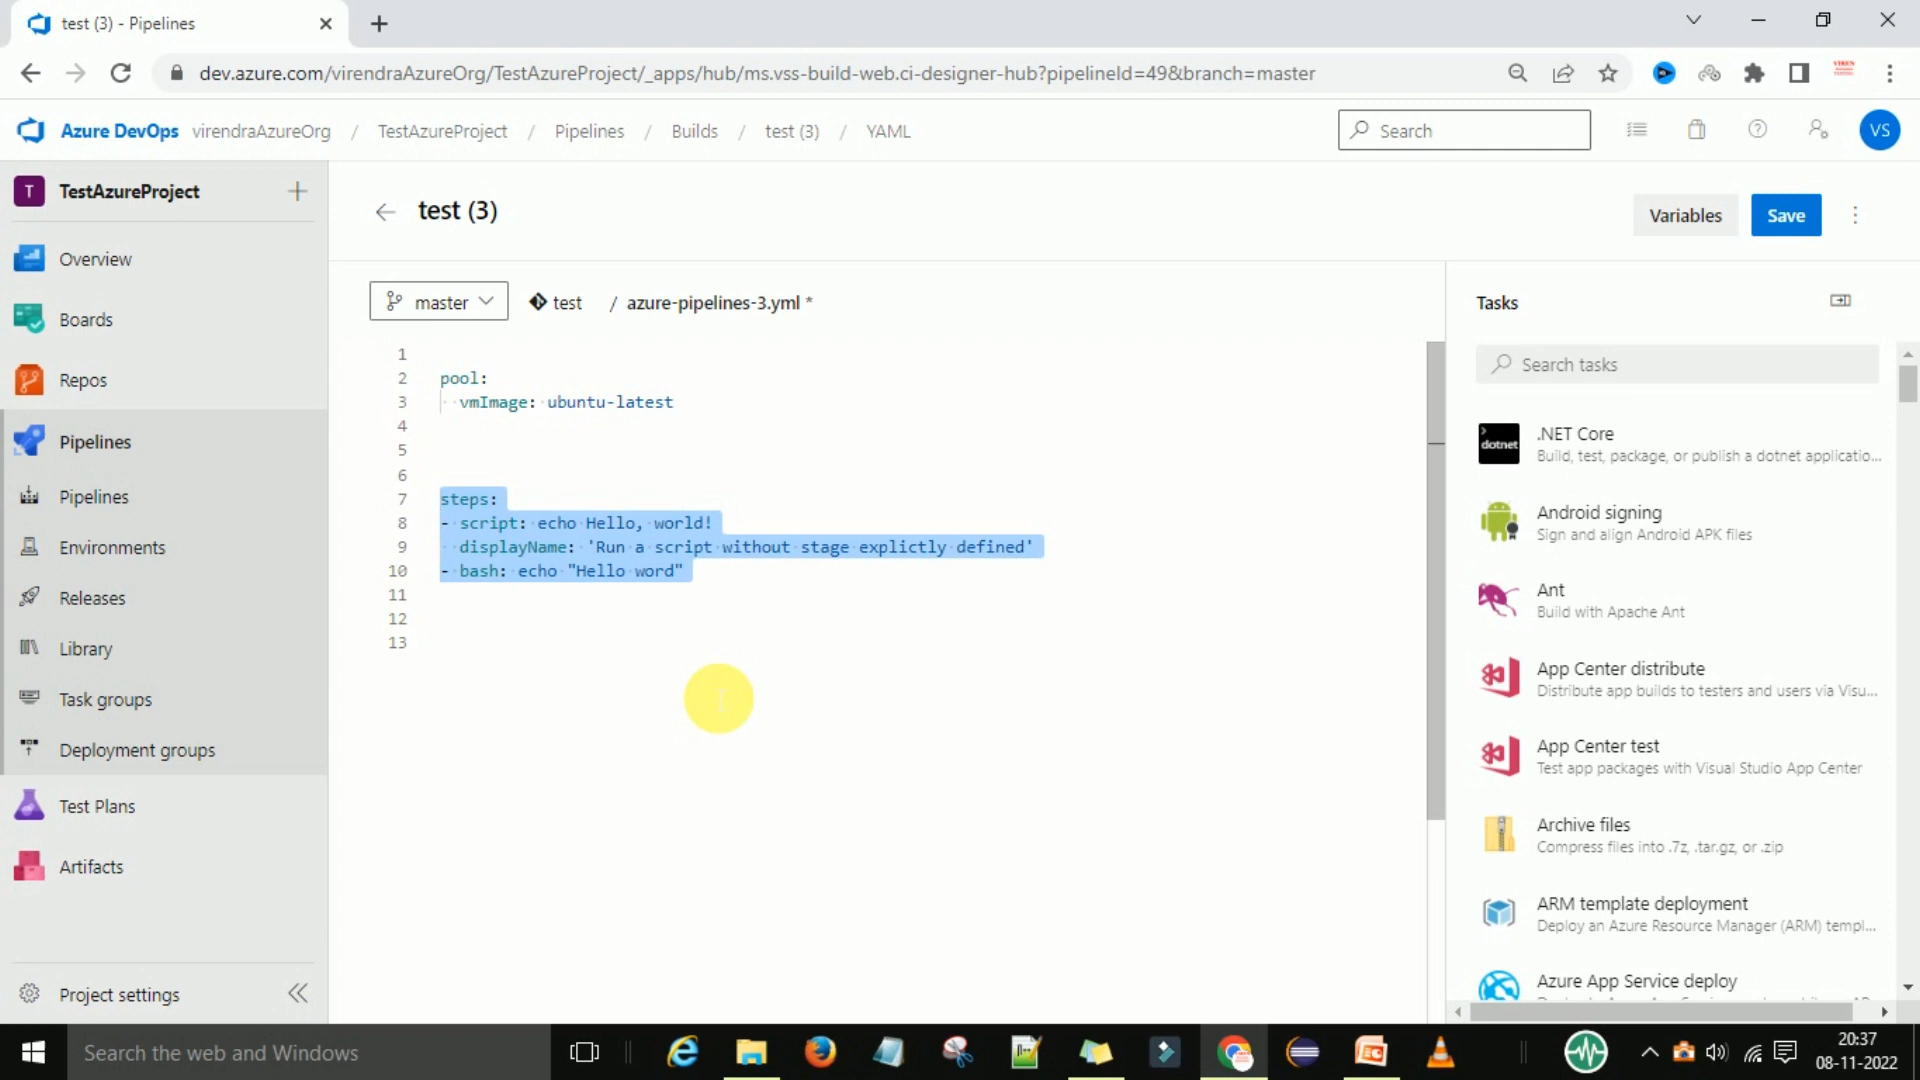 test (3) - Pipelines
dev.azure.com/virendraAzureOrg/TestAzureProject/_apps/hub/ms.vss-build-web.ci-designer-hub?pipelineId=49&branch=master
VIREN
Azure DevOps virendraAzureOrg / TestAzureProject / Pipelines / Builds / test (3) / YAML
Search
VS
T TestAzureProject
Overview
Boards
Repos
Pipelines
Pipelines
Environments
Releases
Library
Task groups
Deployment groups
Test Plans
Artifacts
Project settings
test (3)
Variables
Save
master
test / azure-pipelines-3.yml *
1
2 pool:
3 vmImage: ubuntu-latest
4
5
6
7 steps:
8 - script: echo Hello, world!
9 displayName: 'Run a script without stage explictly defined'
10 - bash: echo "Hello word"
11
12
13
Tasks
Search tasks
dotnet
.NET Core
Build, test, package, or publish a dotnet applicatio...
Android signing
Sign and align Android APK files
Ant
Build with Apache Ant
App Center distribute
Distribute app builds to testers and users via Visu...
App Center test
Test app packages with Visual Studio App Center
Archive files
Compress files into .7z, .tar.gz, or .zip
ARM template deployment
Deploy an Azure Resource Manager (ARM) templ...
Azure App Service deploy
Search the web and Windows
20:37
08-11-2022